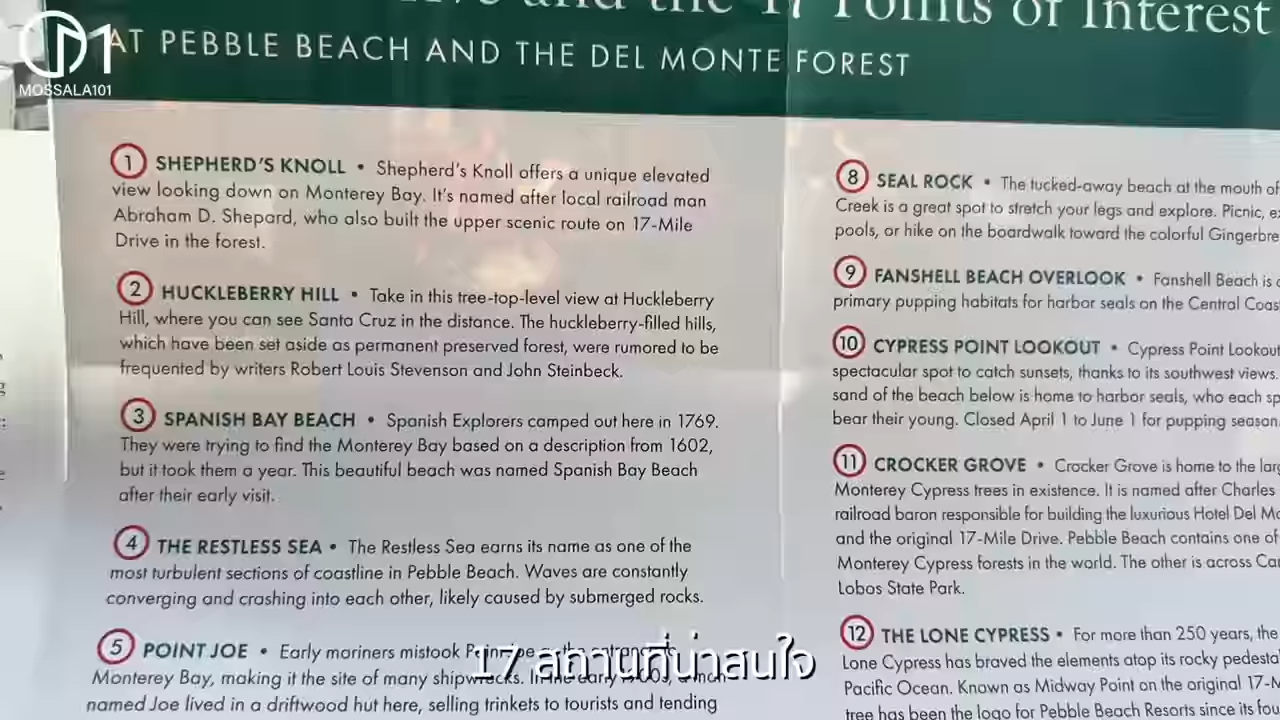 MOSSALA101
and the 17 Points of Interest
AT PEBBLE BEACH AND THE DEL MONTE FOREST
1 SHEPHERD'S KNOLL • Shepherd's Knoll offers a unique elevated
view looking down on Monterey Bay. It's named after local railroad man
Abraham D. Shepard, who also built the upper scenic route on 17-Mile
Drive in the forest.
2 HUCKLEBERRY HILL • Take in this tree-top-level view at Huckleberry
Hill, where you can see Santa Cruz in the distance. The huckleberry-filled hills,
which have been set aside as permanent preserved forest, were rumored to be
frequented by writers Robert Louis Stevenson and John Steinbeck.
3 SPANISH BAY BEACH • Spanish Explorers camped out here in 1769.
They were trying to find the Monterey Bay based on a description from 1602,
but it took them a year. This beautiful beach was named Spanish Bay Beach
after their early visit.
4 THE RESTLESS SEA • The Restless Sea earns its name as one of the
most turbulent sections of coastline in Pebble Beach. Waves are constantly
converging and crashing into each other, likely caused by submerged rocks.
5 POINT JOE • Early mariners mistook
Monterey Bay, making it the site of many shipwrecks. In the early
named Joe lived in a driftwood hut here, selling trinkets to tourists and tending
8 SEAL ROCK • The tucked-away beach at the mouth of
Creek is a great spot to stretch your legs and explore. Picnic,
pools, or hike on the boardwalk toward the colorful
9 FANSHELL BEACH OVERLOOK • Fanshell Beach is
primary pupping habitats for harbor seals on the Central
10 CYPRESS POINT LOOKOUT • Cypress Point Lookout
spectacular spot to catch sunsets, thanks to its southwest views.
sand of the beach below is home to harbor seals, who each
bear their young. Closed April 1 to June 1 for pupping season
11 CROCKER GROVE • Crocker Grove is home to the
Monterey Cypress trees in existence. It is named after Charles
railroad baron responsible for building the luxurious Hotel Del
and the original 17-Mile Drive. Pebble Beach contains one of
Monterey Cypress forests in the world. The other is across
Lobos State Park.
12 THE LONE CYPRESS • For more than 250 years, the
Lone Cypress has braved the elements atop its rocky
Pacific Ocean. Known as Midway Point on the original
tree has been the logo for Pebble Beach Resorts since its
17 สถานที่น่าสนใจ